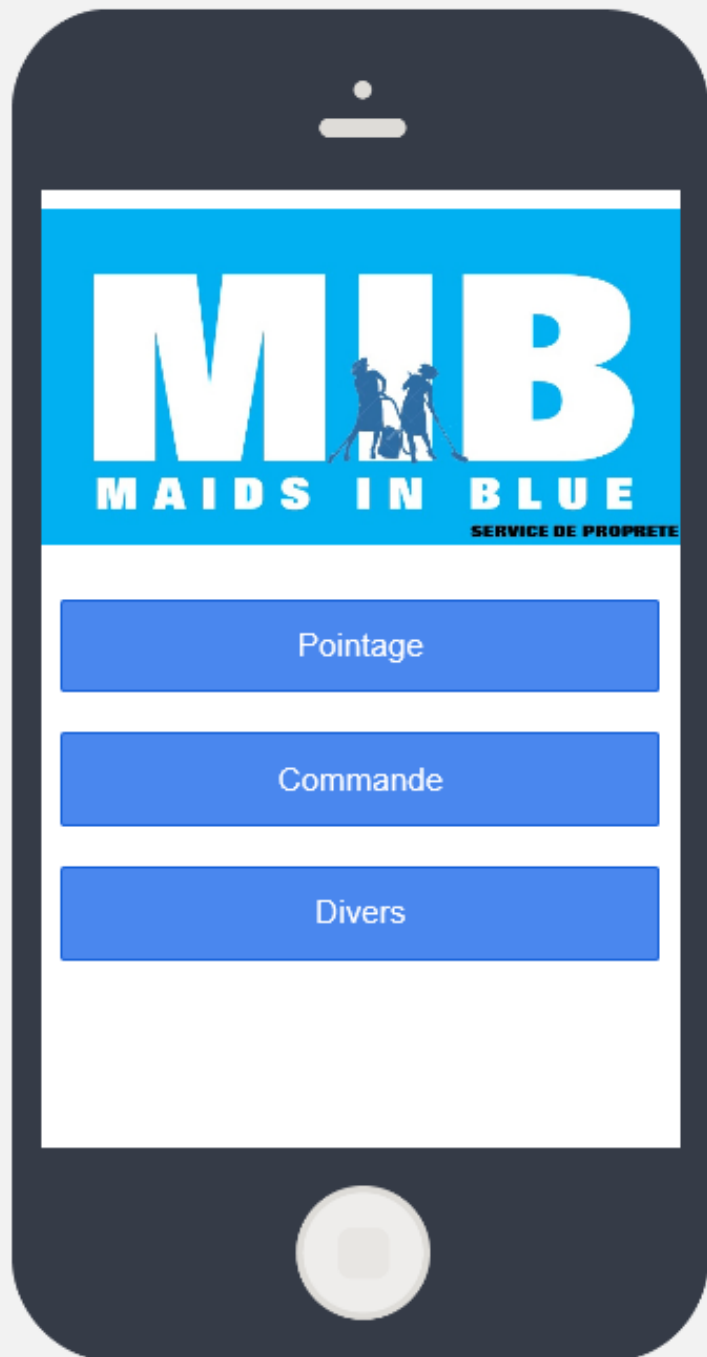 MIB
MAIDS IN BLUE
SERVICE DE PROPRETE
Pointage
Commande
Divers